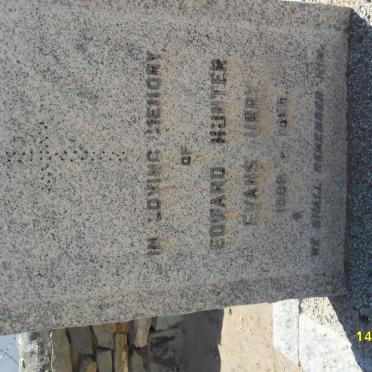 IN LOVING MEMORY
OF
EDWARD HUNTER
EVANS
WE SHALL REMEMBER HIM
14